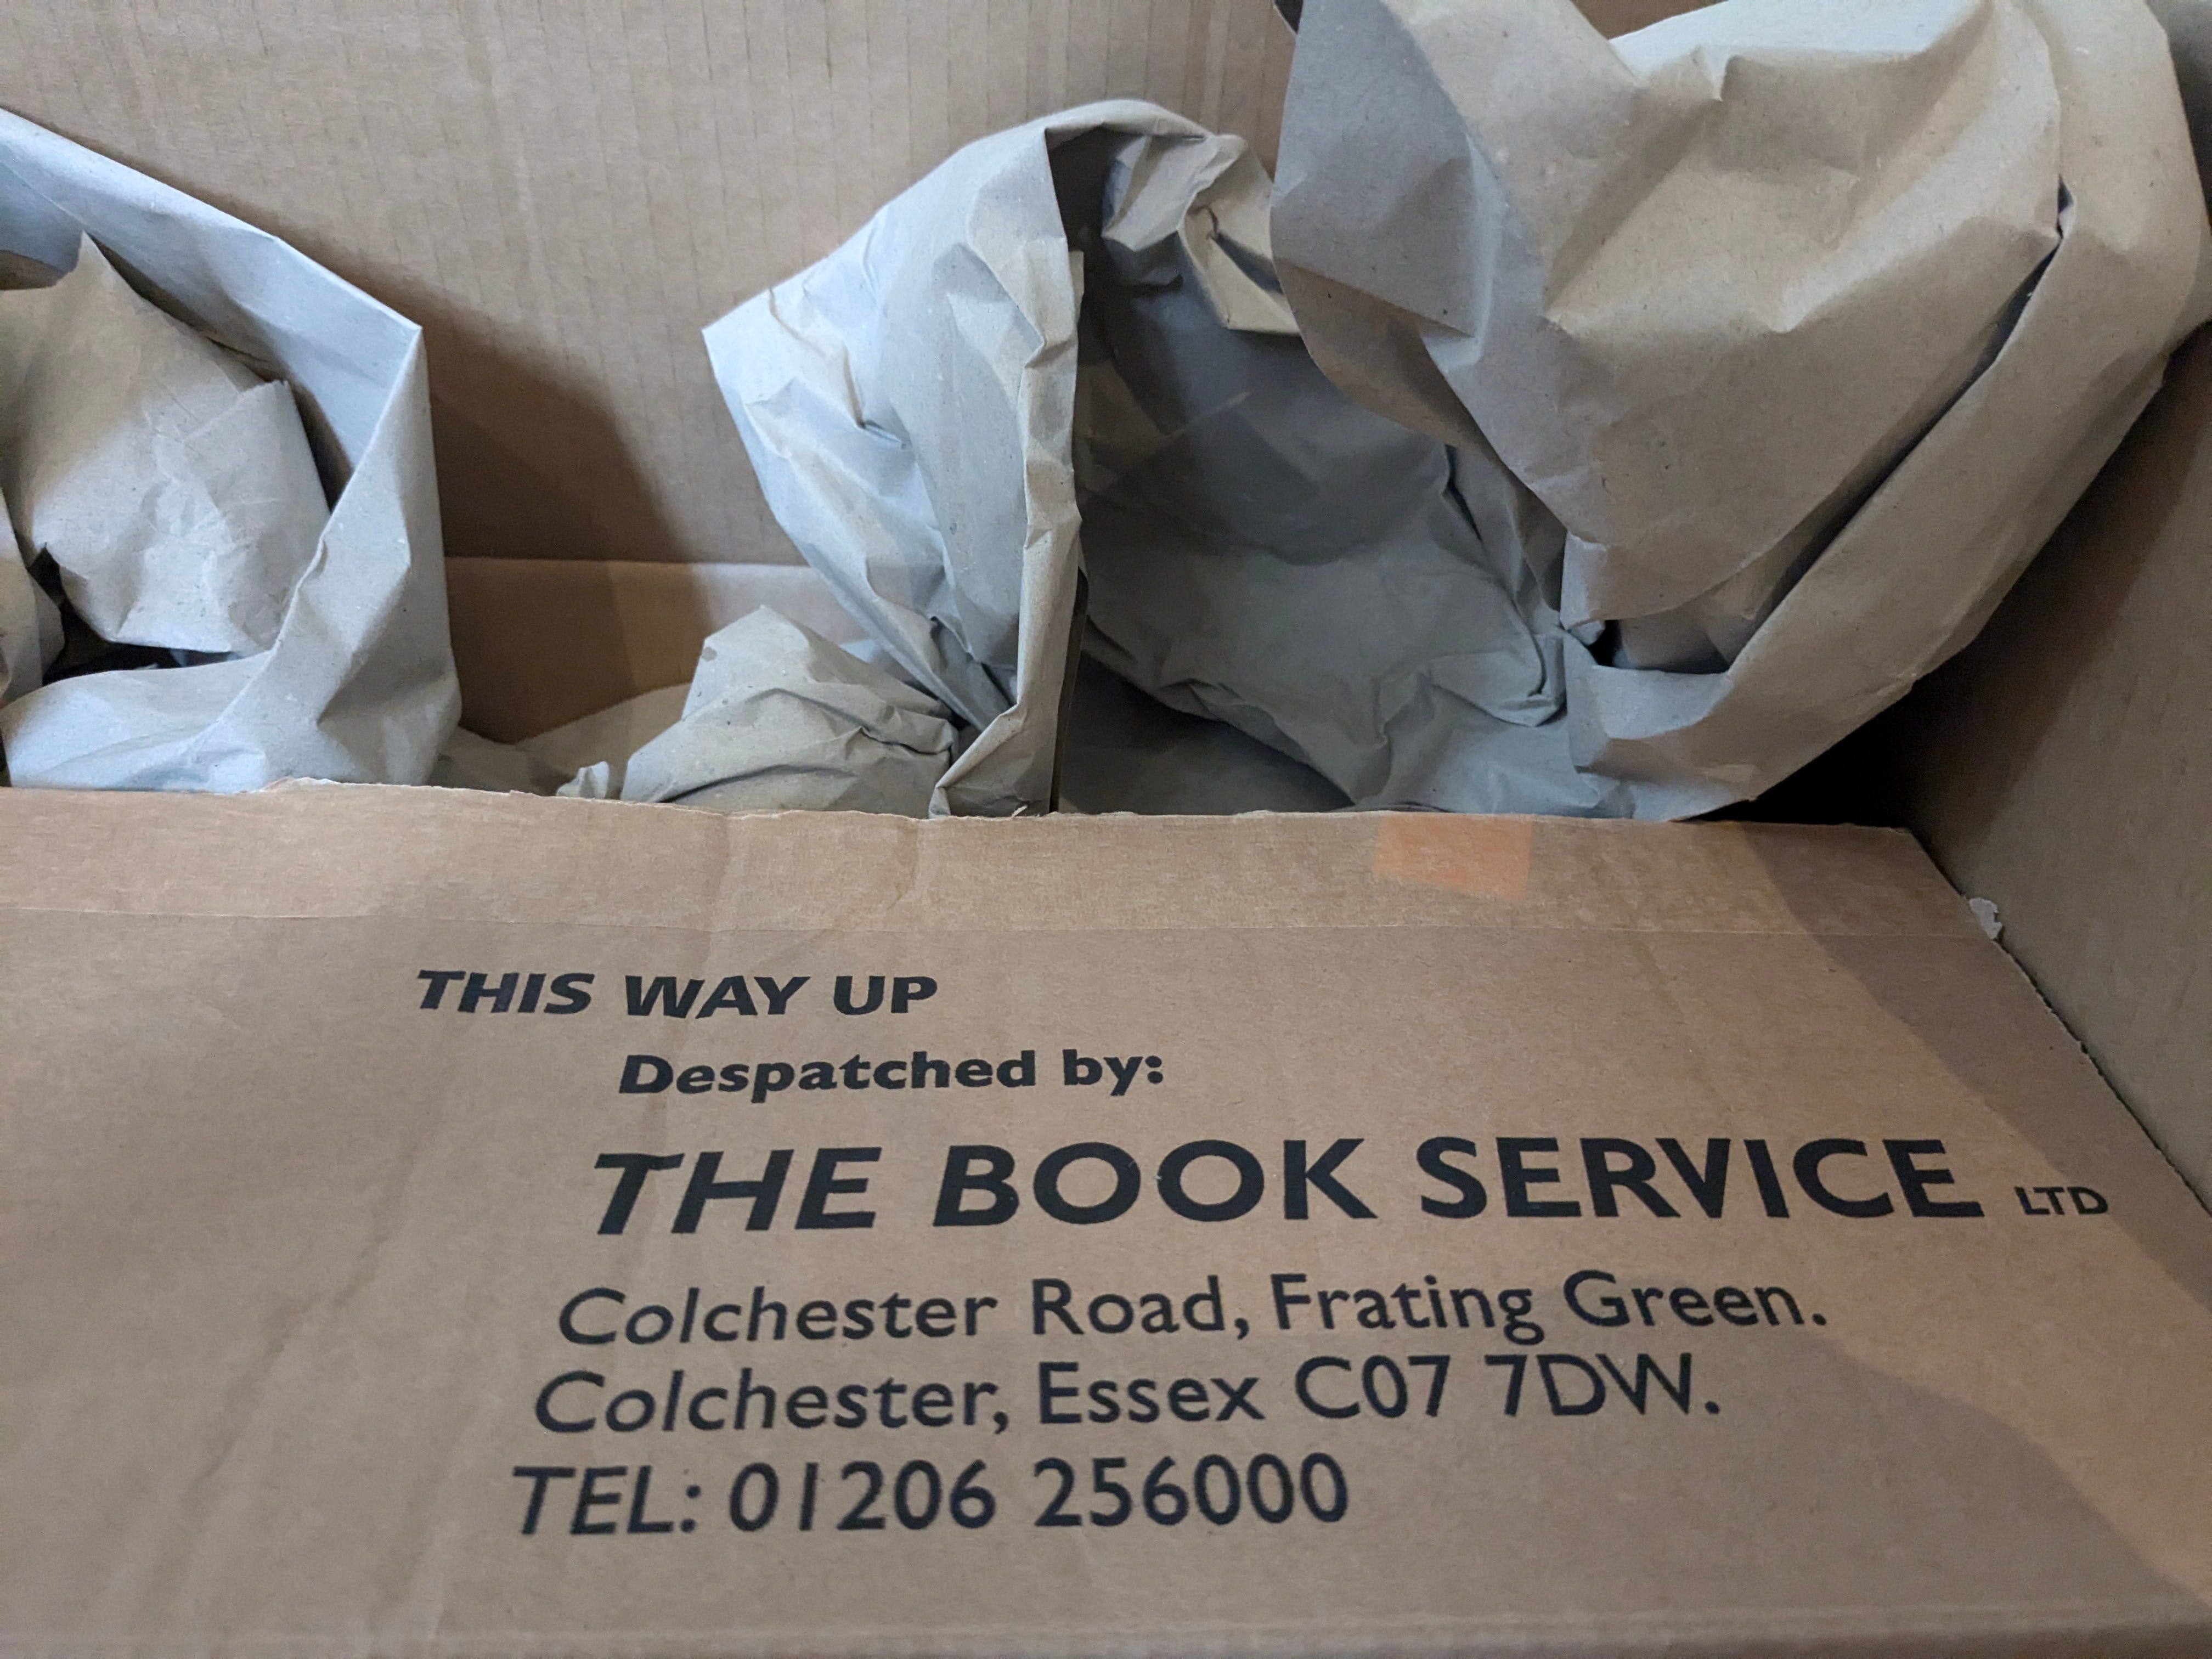 THIS WAY UP
Despatched by:
THE BOOK SERVICE LTD
Colchester Road, Frating Green.
Colchester, Essex C07 7DW.
TEL: 01206 256000